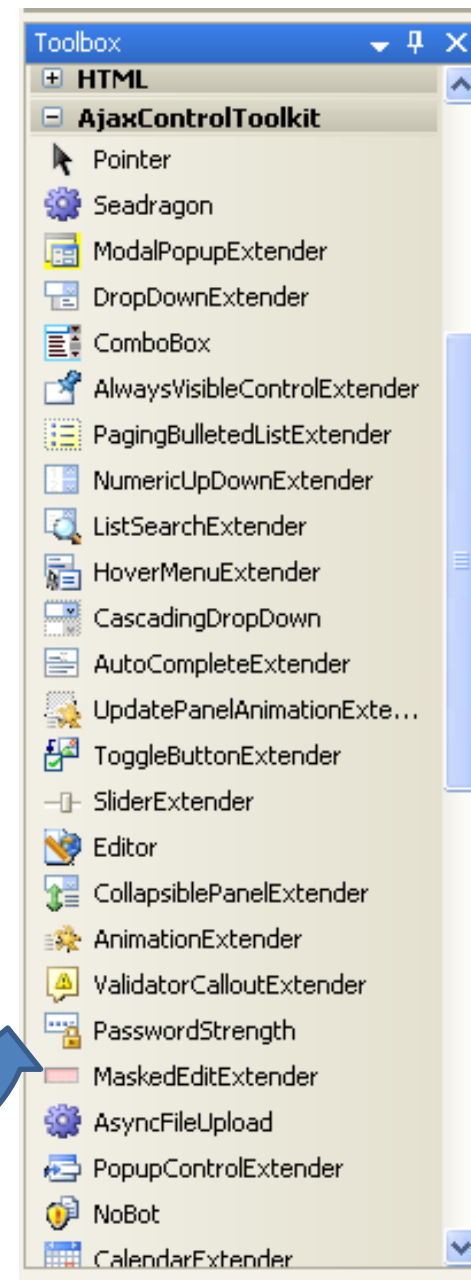 Toolbox
HTML
AjaxControlToolkit
Pointer
Seadragon
ModalPopupExtender
DropDownExtender
ComboBox
AlwaysVisibleControlExtender
PagingBulletedListExtender
NumericUpDownExtender
ListSearchExtender
HoverMenuExtender
CascadingDropDown
AutoCompleteExtender
UpdatePanelAnimationExte...
ToggleButtonExtender
SliderExtender
Editor
CollapsiblePanelExtender
AnimationExtender
ValidatorCalloutExtender
PasswordStrength
MaskedEditExtender
AsyncFileUpload
PopupControlExtender
NoBot
CalendarExtender